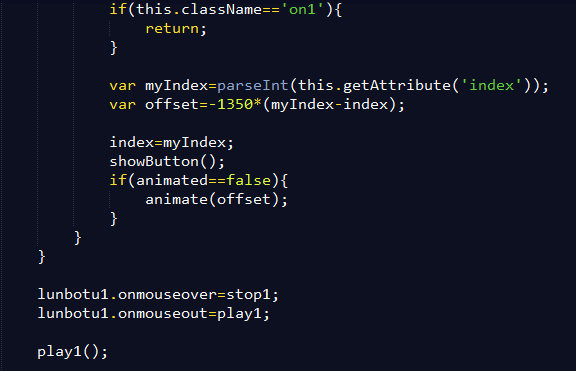 if(this.className=='on1'){
return;
}
var myIndex=parseInt(this.getAttribute('index'));
var offset=-1350*(myIndex-index);
index=myIndex;
showButton();
if(animated==false){
animate(offset);
}
}
}
lunbotu1.onmouseover=stop1;
lunbotu1.onmouseout=play1;
play1();